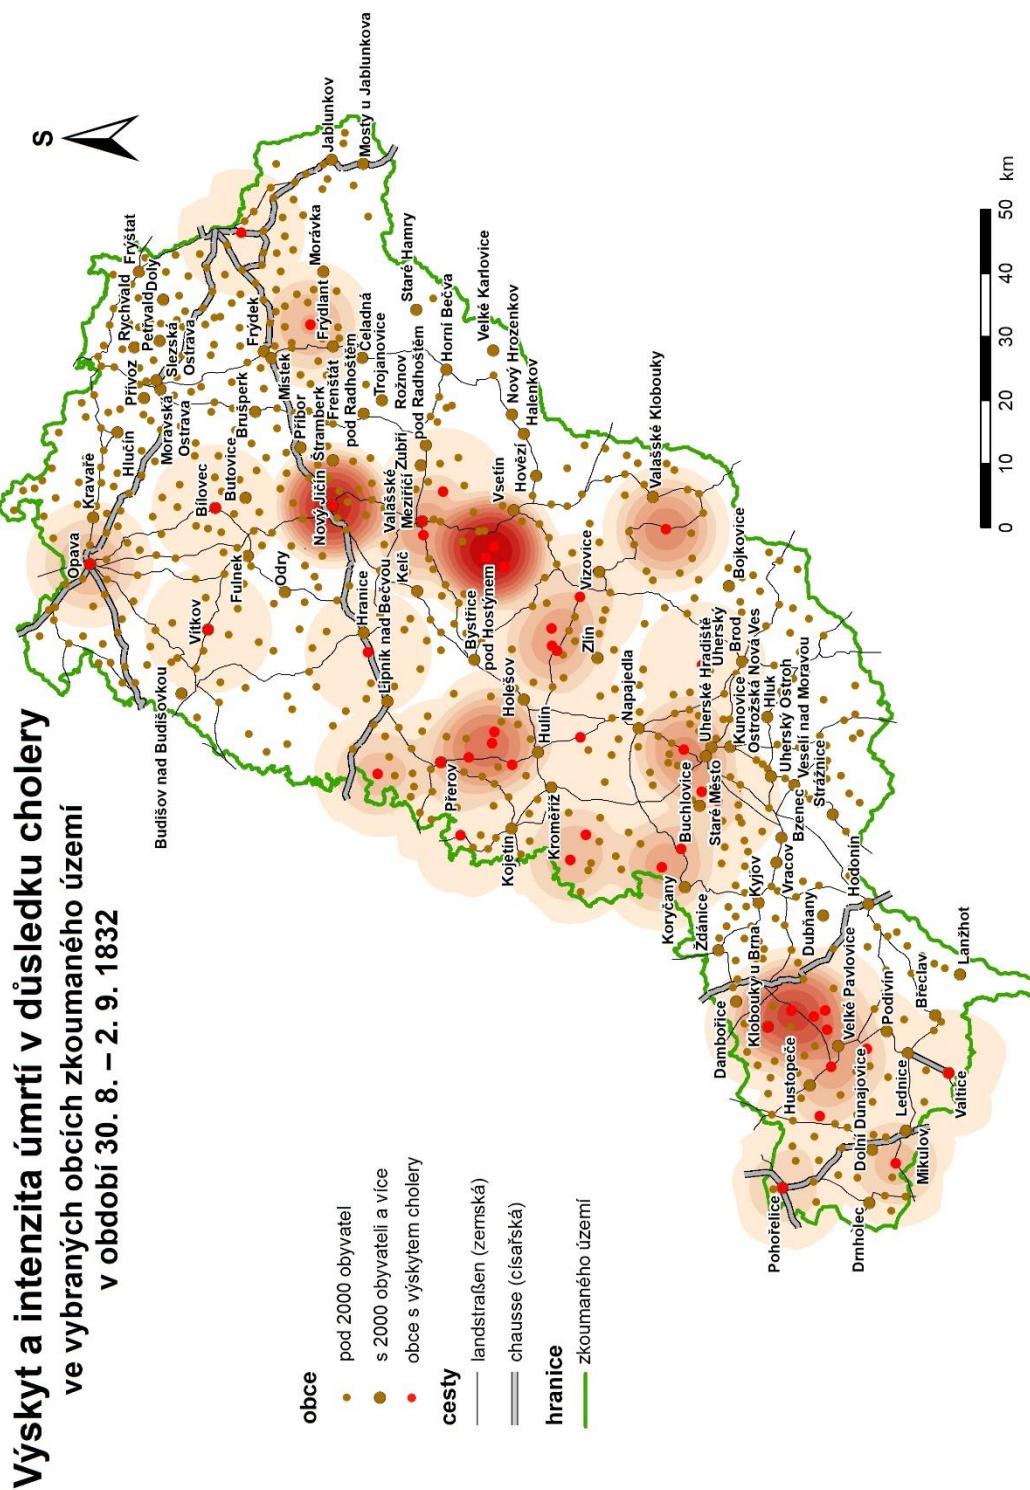 Výskyt a intenzita úmrtí v důsledku cholery
ve vybraných obcích zkoumaného území
v období 30. 8. – 2. 9. 1832
S
Opava
Kravaře
Hlučín
Přívoz
Rychvald
Petřvald
Doly
Fryštát
Moravská
Ostrava
Slezská
Ostrava
Budišov nad Budišovkou
Vítkov
Bílovec
Butovice
Fulnek
Odry
Brušperk
Frýdek
Místek
Příbor
Štramberk
Nový Jičín
Frýdlant
Morávka
Jablunkov
Mosty u Jablunkova
Frenštát
pod Radhoštěm
Čeladná
Trojanovice
Staré Hamry
Hranice
Lipník nad Bečvou
Kelč
Valašské
Meziříčí
Zubří
Rožnov
pod Radhoštěm
Horní Bečva
Velké Karlovice
Nový Hrozenkov
Halenkov
Hovězí
Vsetín
Bystřice
pod Hostýnem
Přerov
Holešov
Hulín
Kojetín
Kroměříž
Vizovice
Zlín
Napajedla
Valašské Klobouky
Bojkovice
Koryčany
Ždánice
Buchlovice
Staré Město
Uherské Hradiště
Uherský
Brod
Kunovice
Ostrožská Nová Ves
Hluk
Uherský Ostroh
Veselí nad Moravou
Strážnice
Bzenec
Vracov
Kyjov
Dambořice
Klobouky u Brna
Dubňany
Hodonín
Hustopeče
Velké Pavlovice
Pohořelice
Drnholec
Dolní Dunajovice
Mikulov
Lednice
Podivín
Břeclav
Valtice
Lanžhot
obce
pod 2000 obyvatel
s 2000 obyvateli a více
obce s výskytem cholery
cesty
landstraßen (zemská)
chausse (císařská)
hranice
zkoumaného území
0 10 20 30 40 50
km